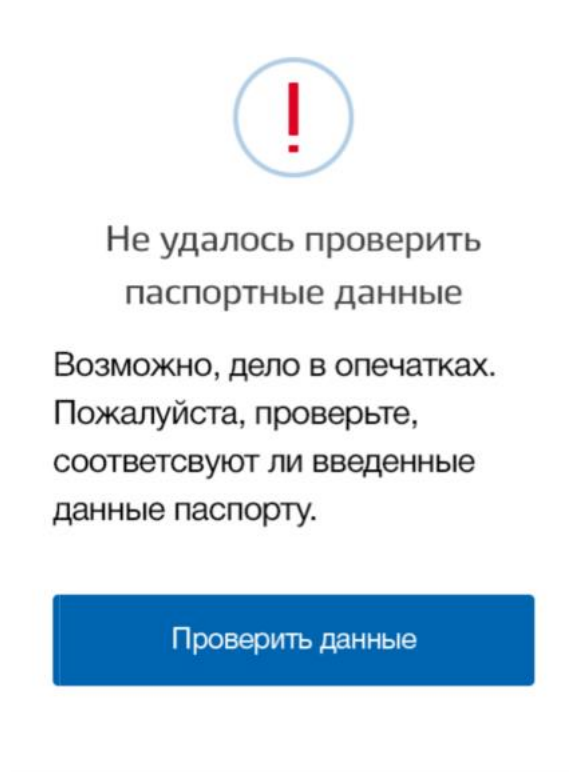 Не удалось проверить
паспортные данные
Возможно, дело в опечатках.
Пожалуйста, проверьте,
соответсвуют ли введенные
данные паспорту.
Проверить данные